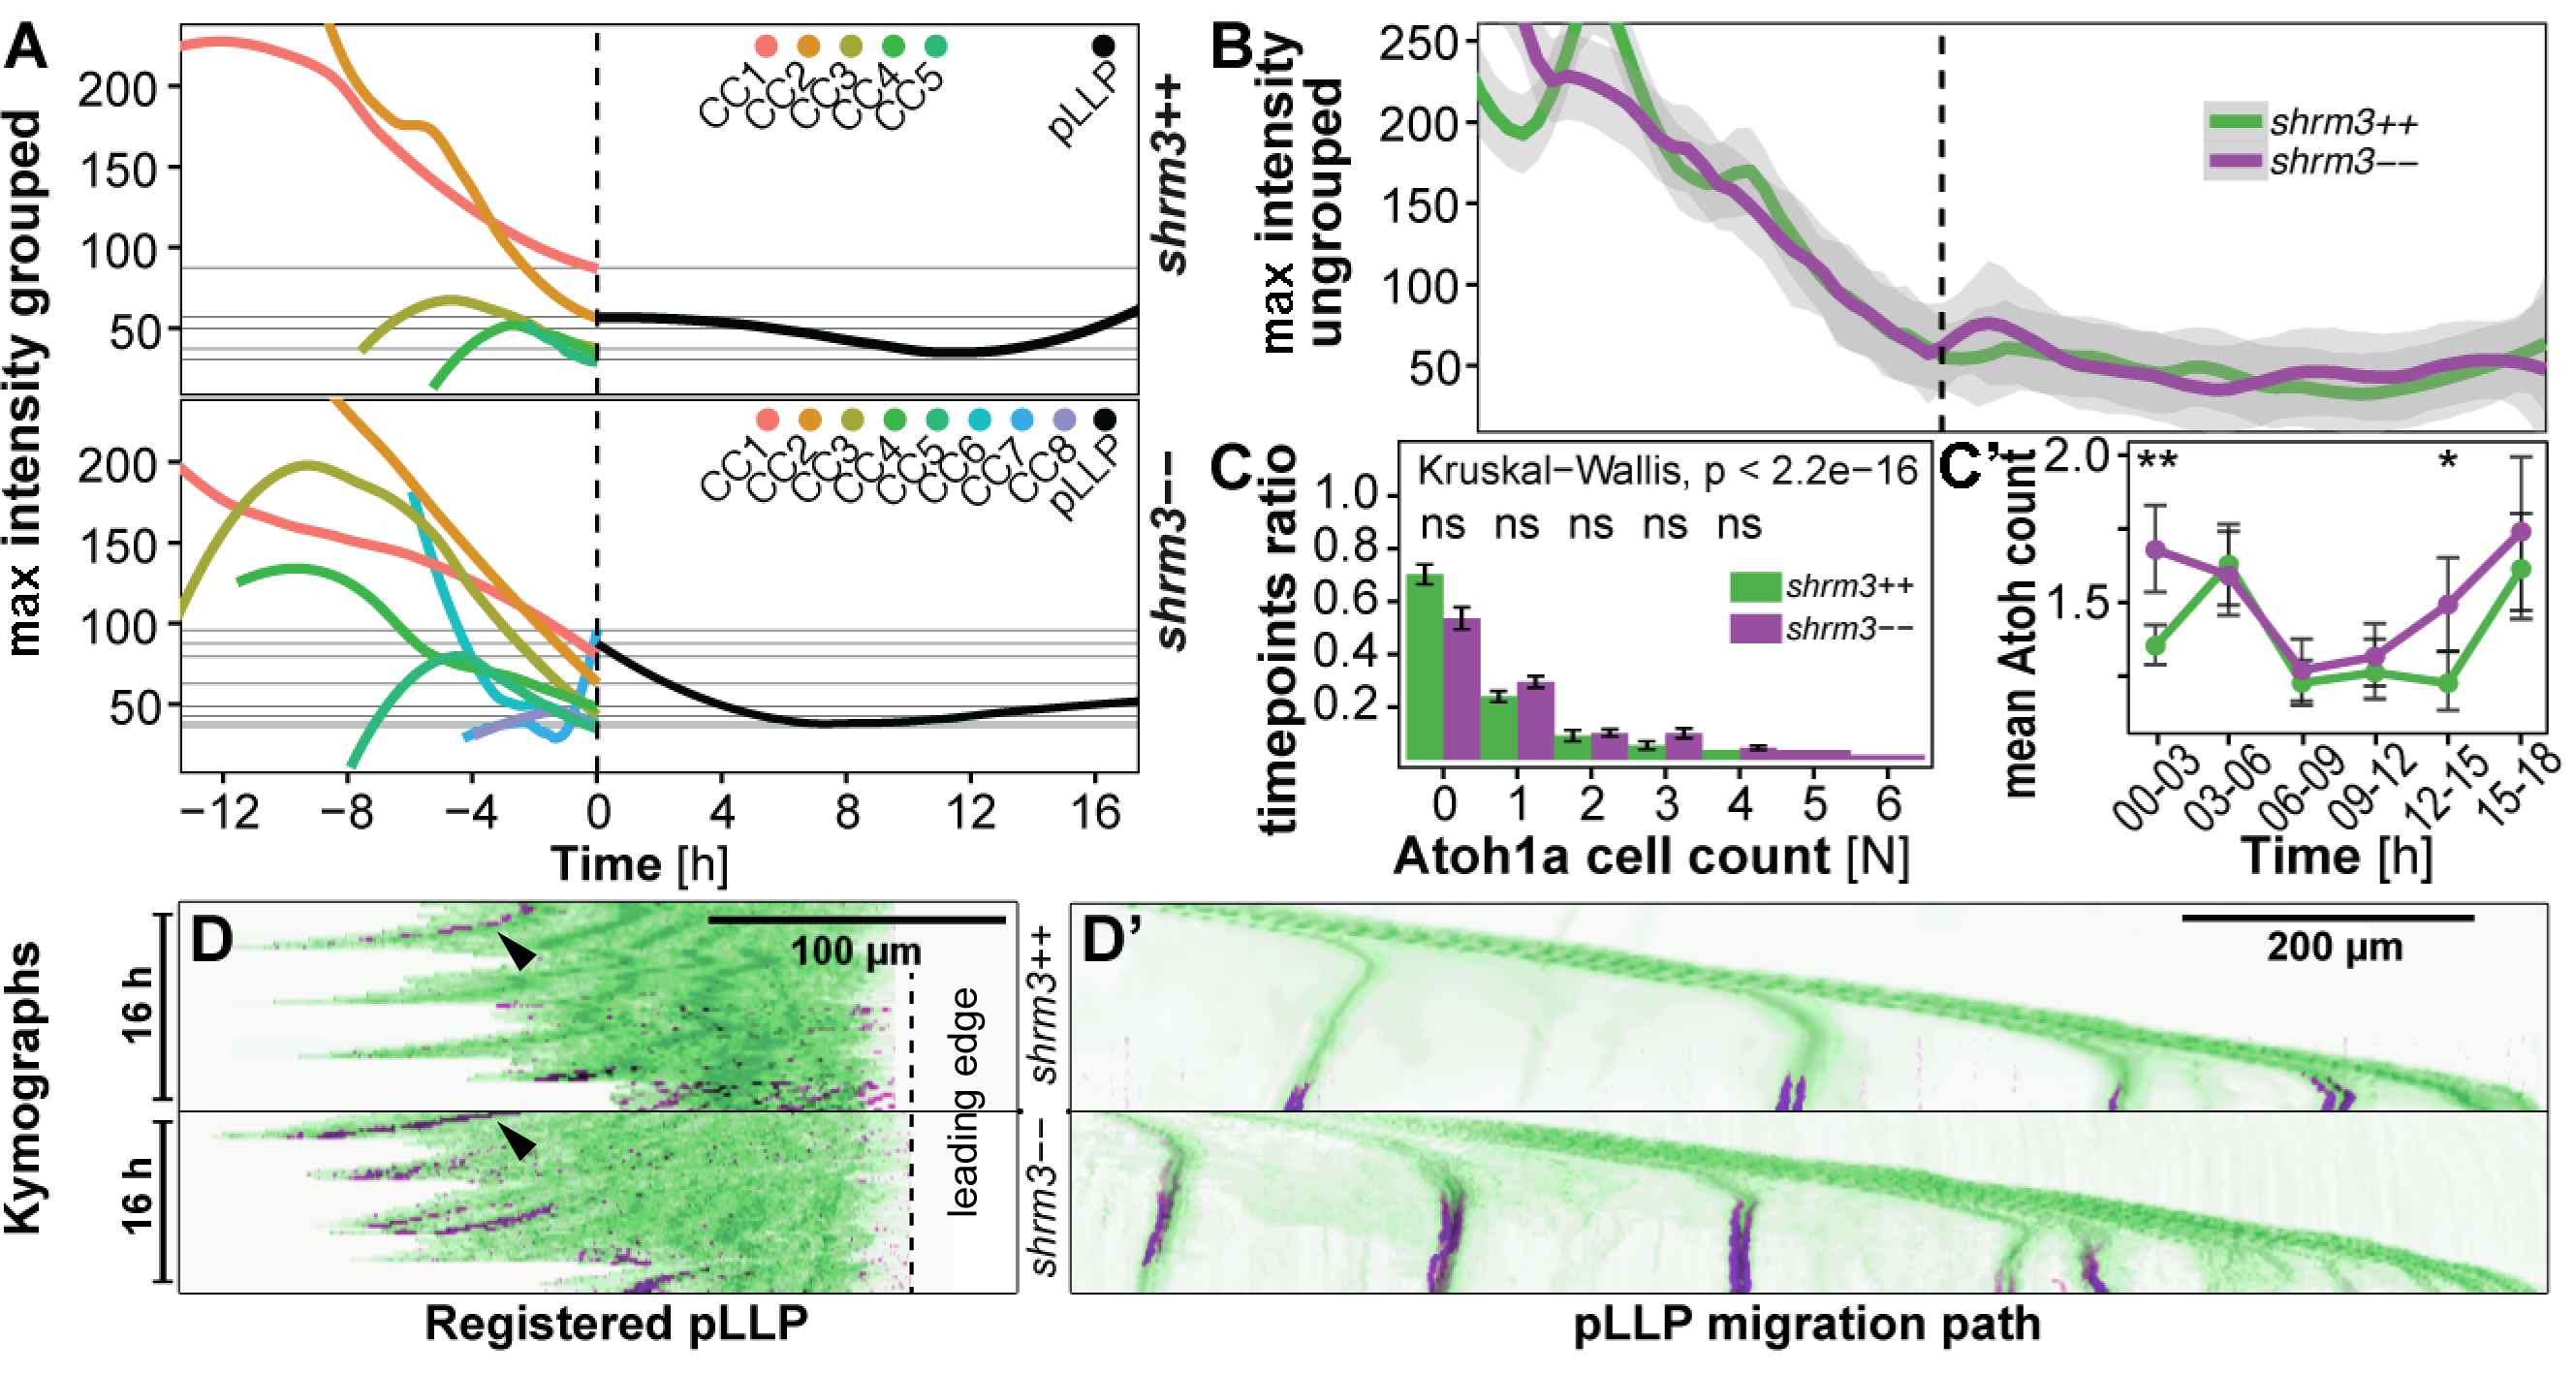 A
max intensity grouped
200
150
100
50
CC1
CC2
CC3
CC4
CC5
pLLP
shrm3++
200
150
100
50
CC1
CC2
CC3
CC4
CC5
CC6
CC7
CC8
pLLP
shrm3−−
−12 −8 −4 0 4 8 12 16
Time [h]
B
max intensity
ungrouped
250
200
150
100
50
shrm3++
shrm3−−
C
timepoints ratio
1.0
0.8
0.6
0.4
0.2
Kruskal−Wallis, p < 2.2e−16
ns ns ns ns ns
shrm3++
shrm3−−
0 1 2 3 4 5 6
Atoh1a cell count [N]
C'
mean Atoh count
2.0
1.5
** *
00-03
03-06
06-09
09-12
12-15
15-18
Time [h]
Kymographs
16 h
16 h
D
100 µm
leading edge
Registered pLLP
shrm3++
shrm3−−
D'
200 µm
pLLP migration path